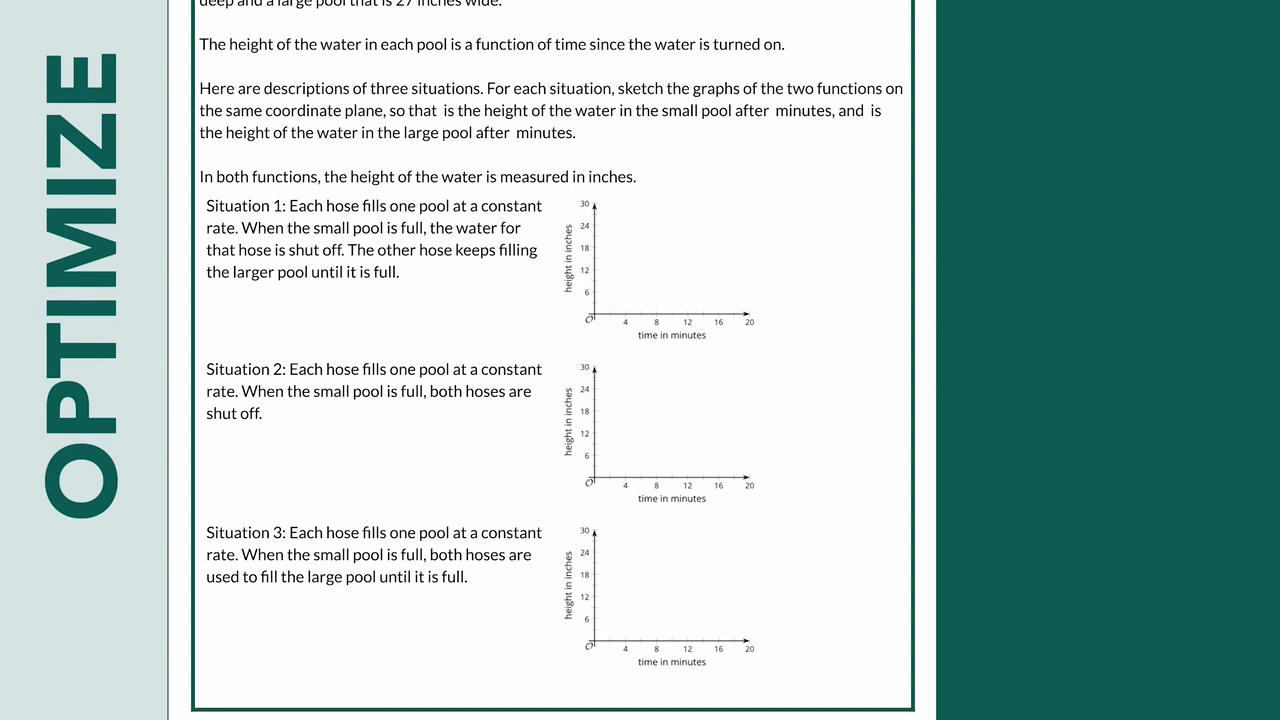 OPTIMIZE
deep and a large pool that is 27 inches wide.
The height of the water in each pool is a function of time since the water is turned on.
Here are descriptions of three situations. For each situation, sketch the graphs of the two functions on
the same coordinate plane, so that is the height of the water in the small pool after minutes, and is
the height of the water in the large pool after minutes.
In both functions, the height of the water is measured in inches.
Situation 1: Each hose fills one pool at a constant
rate. When the small pool is full, the water for
that hose is shut off. The other hose keeps filling
the larger pool until it is full.
height in inches
30
24
18
12
6
O
4 8 12 16 20
time in minutes
Situation 2: Each hose fills one pool at a constant
rate. When the small pool is full, both hoses are
shut off.
height in inches
30
24
18
12
6
O
4 8 12 16 20
time in minutes
Situation 3: Each hose fills one pool at a constant
rate. When the small pool is full, both hoses are
used to fill the large pool until it is full.
height in inches
30
24
18
12
6
O
4 8 12 16 20
time in minutes